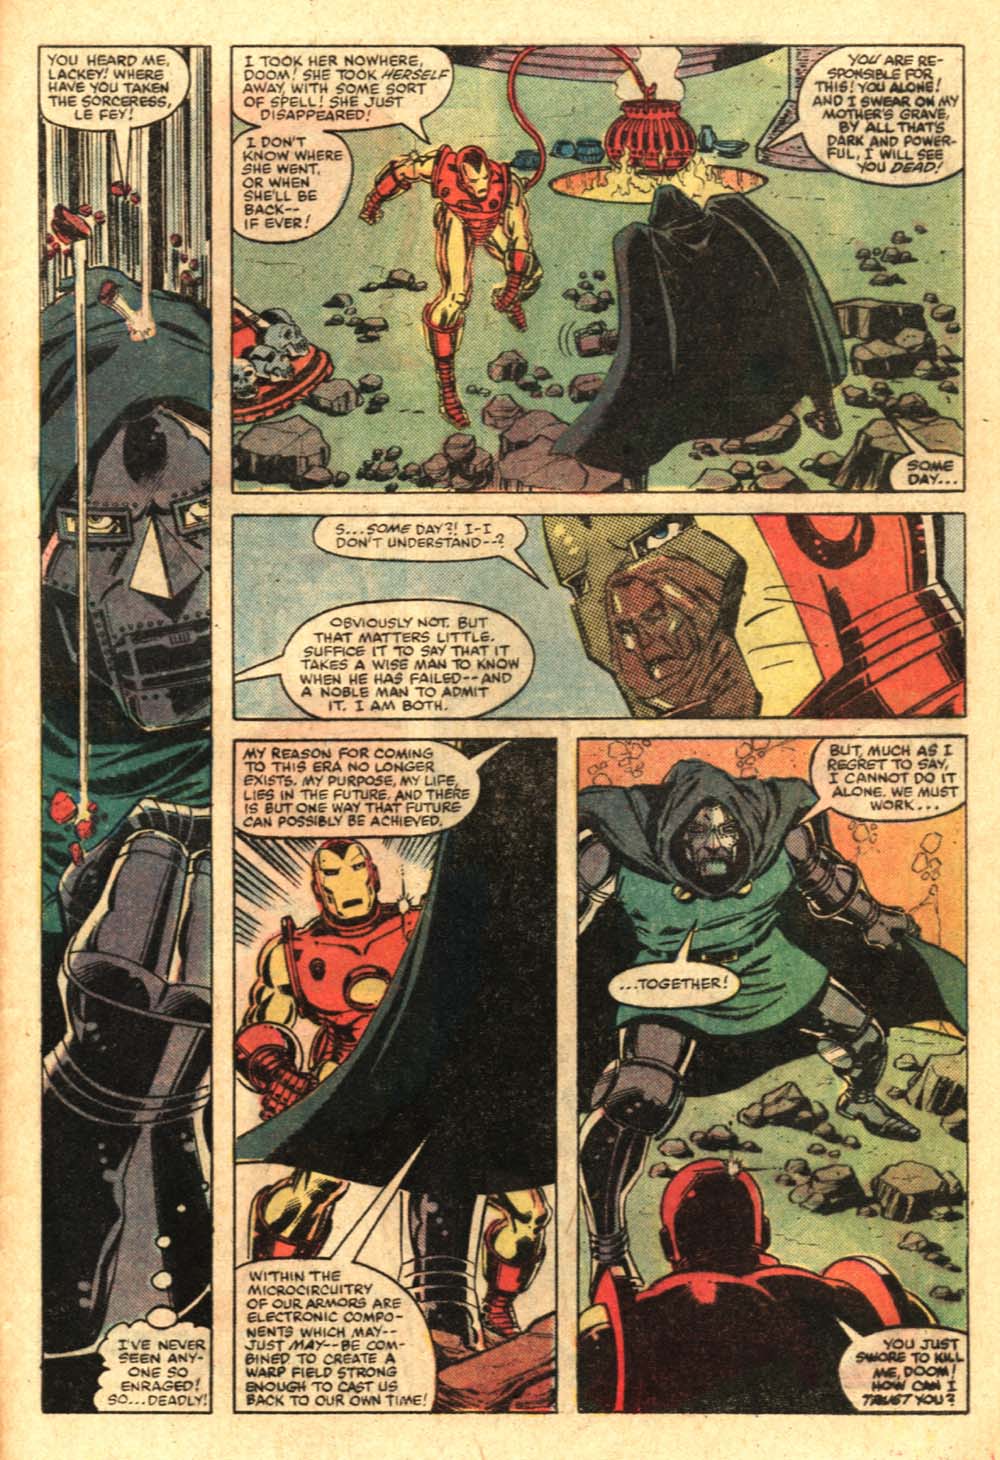 YOU HEARD ME,
LACKEY! WHERE
HAVE YOU TAKEN
THE SORCERESS,
LE FEY!
I'VE NEVER
SEEN ANY-
ONE SO
ENRAGED!
SO...DEADLY!
I TOOK HER NOWHERE,
DOOM! SHE TOOK HERSELF
AWAY, WITH SOME SORT
OF SPELL! SHE JUST
DISAPPEARED!
I DON'T
KNOW WHERE
SHE WENT,
OR WHEN
SHE'LL BE
BACK--
IF EVER!
YOU ARE RE-
SPONSIBLE FOR
THIS! YOU ALONE!
AND I SWEAR ON MY
MOTHER'S GRAVE,
BY ALL THAT'S
DARK AND POWER-
FUL, I WILL SEE
YOU DEAD!
SOME
DAY...
S...SOME DAY?! I-I
DON'T UNDERSTAND--?
OBVIOUSLY NOT. BUT
THAT MATTERS LITTLE.
SUFFICE IT TO SAY THAT IT
TAKES A WISE MAN TO KNOW
WHEN HE HAS FAILED--AND
A NOBLE MAN TO ADMIT
IT. I AM BOTH.
MY REASON FOR COMING
TO THIS ERA NO LONGER
EXISTS. MY PURPOSE, MY LIFE,
LIES IN THE FUTURE. AND THERE
IS BUT ONE WAY THAT FUTURE
CAN POSSIBLY BE ACHIEVED.
WITHIN THE
MICROCIRCUITRY
OF OUR ARMORS ARE
ELECTRONIC COMPO-
NENTS WHICH MAY--
JUST MAY--BE COM-
BINED TO CREATE A
WARP FIELD STRONG
ENOUGH TO CAST US
BACK TO OUR OWN TIME!
BUT, MUCH AS I
REGRET TO SAY,
I CANNOT DO IT
ALONE. WE MUST
WORK...
...TOGETHER!
YOU JUST
SWORE TO KILL
ME, DOOM!
HOW CAN I
TRUST YOU?